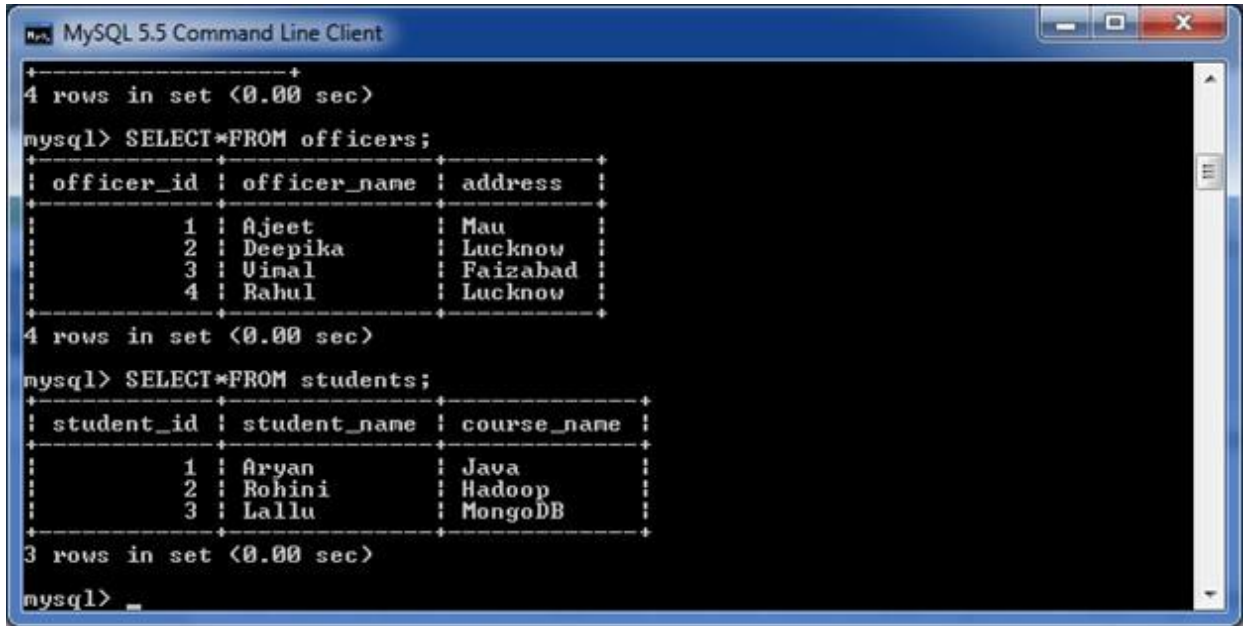 MySQL 5.5 Command Line Client
+------------------+
4 rows in set (0.00 sec)
mysql> SELECT*FROM officers;
+------------+--------------+----------+
| officer_id | officer_name | address  |
+------------+--------------+----------+
|          1 | Ajeet        | Mau      |
|          2 | Deepika      | Lucknow  |
|          3 | Vimal        | Faizabad |
|          4 | Rahul        | Lucknow  |
+------------+--------------+----------+
4 rows in set (0.00 sec)
mysql> SELECT*FROM students;
+------------+--------------+-------------+
| student_id | student_name | course_name |
+------------+--------------+-------------+
|          1 | Aryan        | Java        |
|          2 | Rohini       | Hadoop      |
|          3 | Lallu        | MongoDB     |
+------------+--------------+-------------+
3 rows in set (0.00 sec)
mysql> _